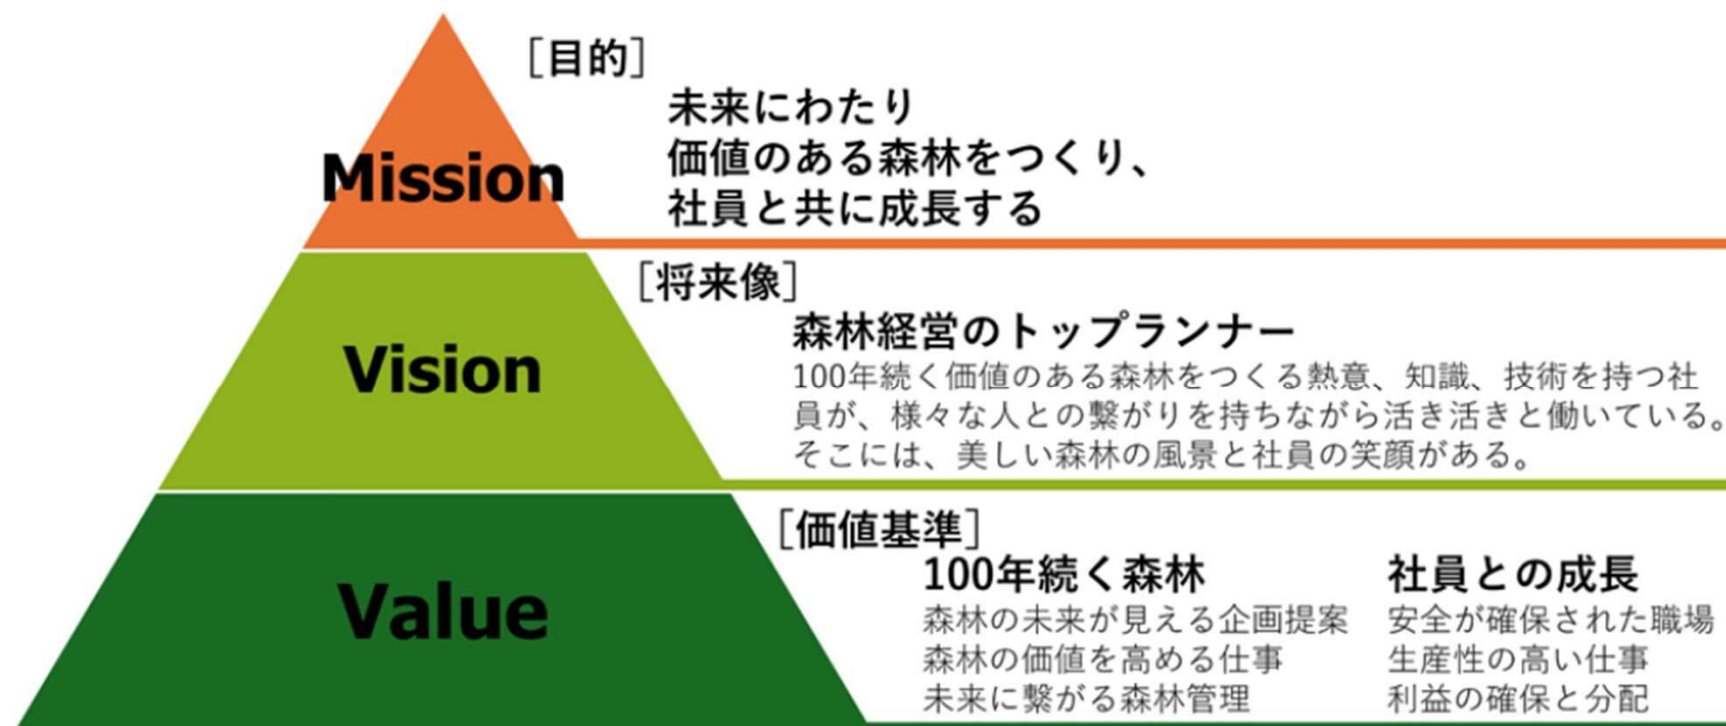 [目的]
未来にわたり
価値のある森林をつくり、
社員と共に成長する
Mission
[将来像]
森林経営のトップランナー
100年続く価値のある森林をつくる熱意、知識、技術を持つ社
員が、様々な人との繋がりを持ちながら活き活きと働いている。
そこには、美しい森林の風景と社員の笑顔がある。
Vision
[価値基準]
100年続く森林
森林の未来が見える企画提案
森林の価値を高める仕事
未来に繋がる森林管理
社員との成長
安全が確保された職場
生産性の高い仕事
利益の確保と分配
Value